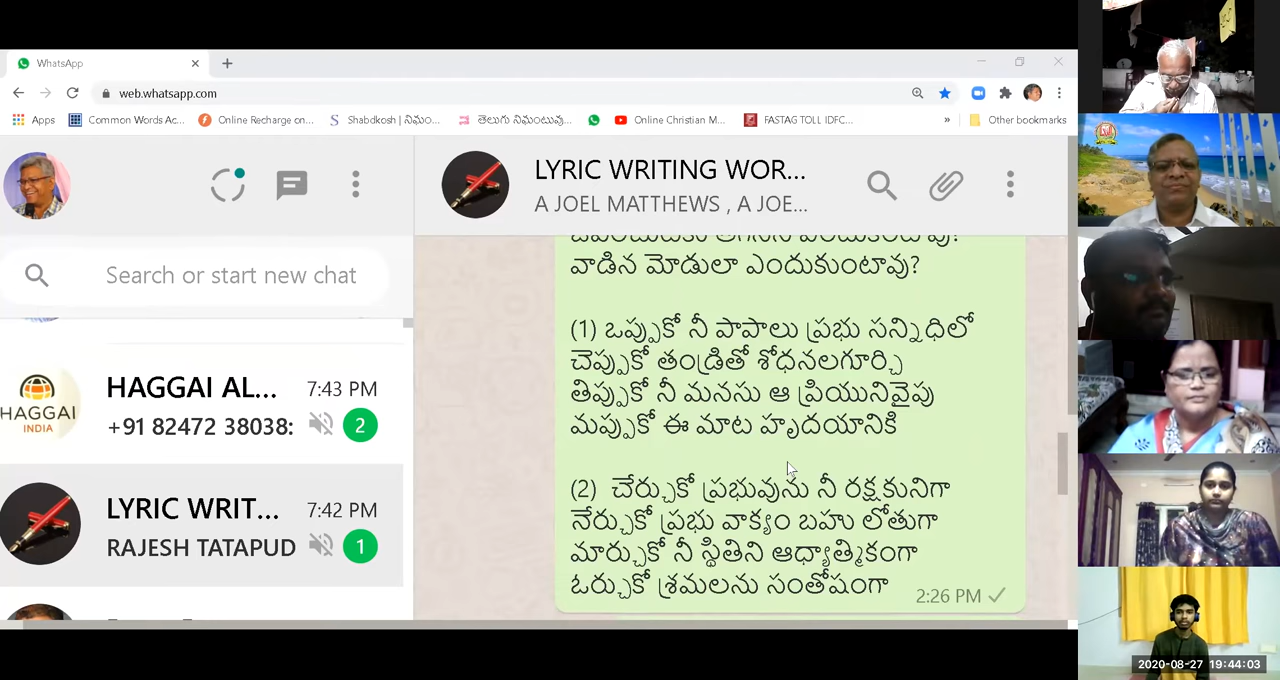 WhatsApp
web.whatsapp.com
Apps
Common Words Ac...
Online Recharge on...
Shabdkosh | నిఘం...
తెలుగు నిఘంటువు...
Online Christian M...
FASTAG TOLL IDFC...
»
Other bookmarks
Search or start new chat
HAGGAI AL...
7:43 PM
+91 82472 38038:
2
HAGGAI
INDIA
LYRIC WRIT...
7:42 PM
RAJESH TATAPUD
1
LYRIC WRITING WOR...
A JOEL MATTHEWS , A JOE...
వాడిన మోడులా ఎందుకుంటావు?
(1) ఒప్పుకో నీ పాపాలు ప్రభు సన్నిధిలో
చెప్పుకో తండ్రితో శోధనలగూర్చి
తిప్పుకో నీ మనసు ఆ ప్రియునివైపు
మప్పుకో ఈ మాట హృదయానికి
(2) చేర్చుకో ప్రభువును నీ రక్షకునిగా
నేర్చుకో ప్రభు వాక్యం బహు లోతుగా
మార్చుకో నీ స్థితిని ఆధ్యాత్మికంగా
ఓర్చుకో శ్రమలను సంతోషంగా
2:26 PM
2020-08-27 19:44:03